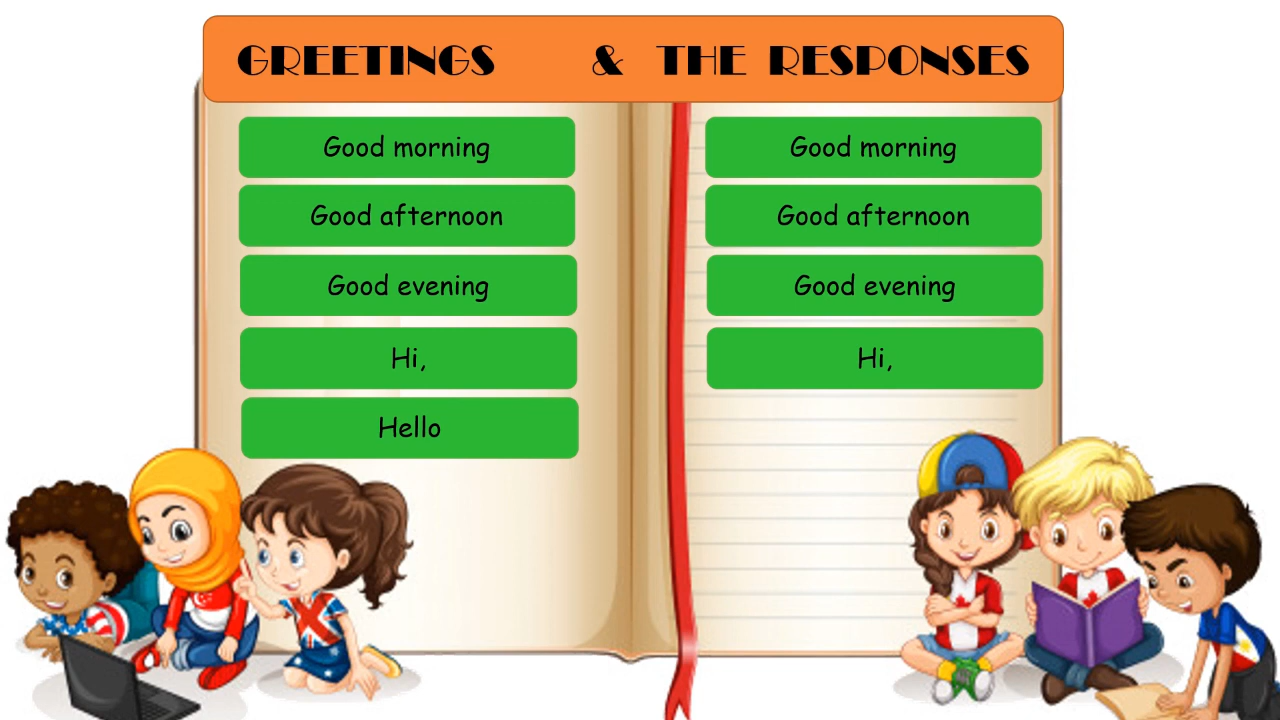 GREETINGS & THE RESPONSES
Good morning
Good afternoon
Good evening
Hi,
Hello
Good morning
Good afternoon
Good evening
Hi,